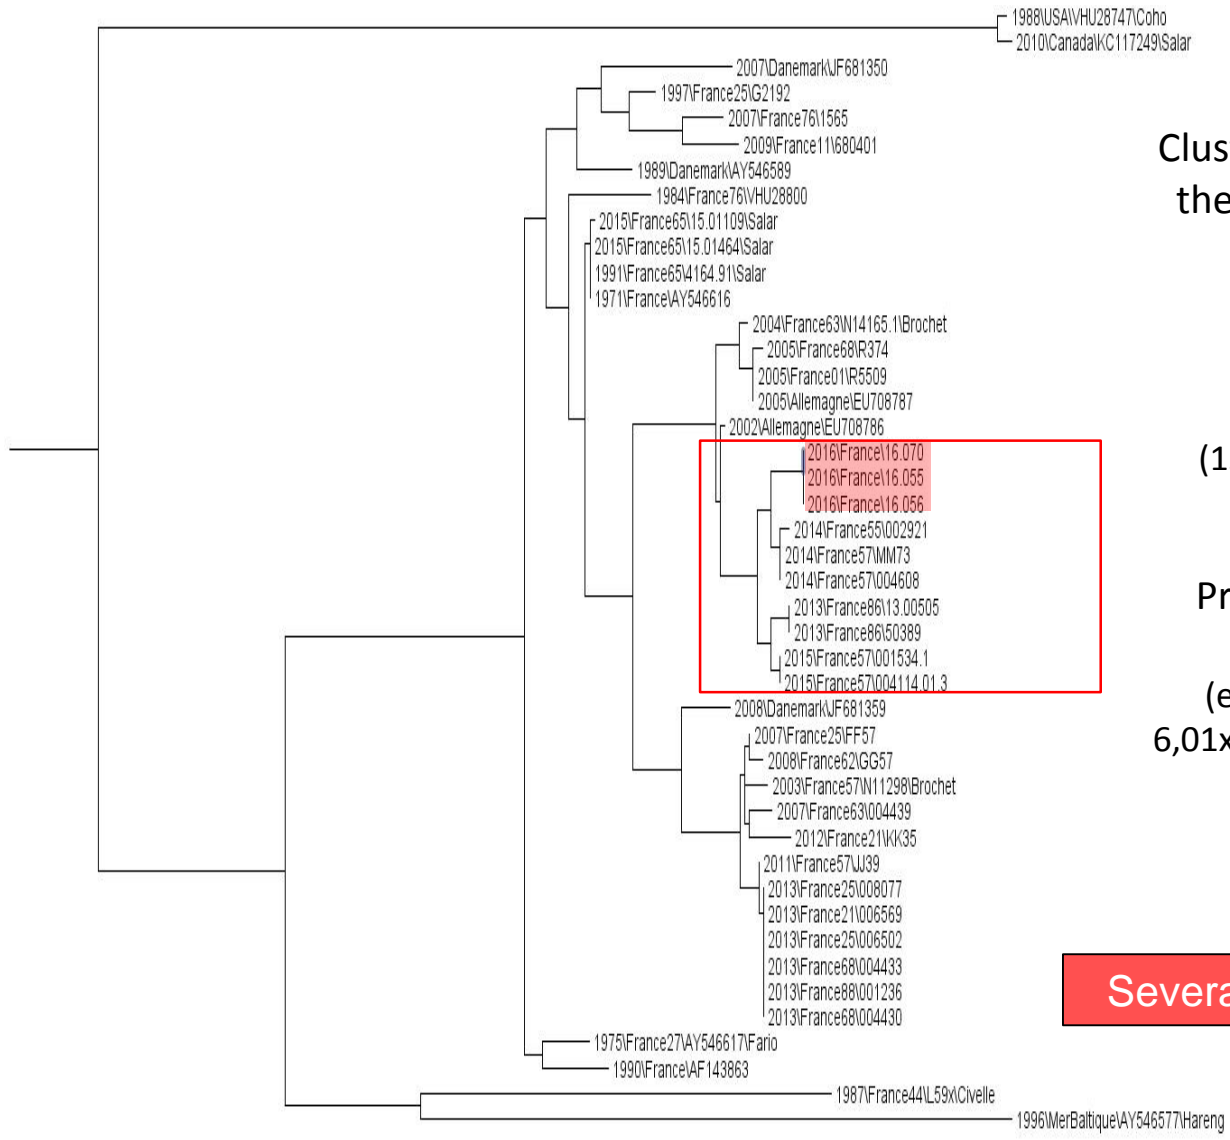 1988\USA\VHU28747\Coho
2010\Canada\KC117249\Salar
2007\Danemark\JF681350
1997\France25\G2192
2007\France76\1565
2009\France11\680401
1989\Danemark\AY546589
1984\France76\VHU28800
2015\France65\15.01109\Salar
2015\France65\15.01464\Salar
1991\France65\4164.91\Salar
1971\France\AY546616
2004\France63\N14165.1\Brochet
2005\France68\R374
2005\France01\R5509
2005\Allemagne\EU708787
2002\Allemagne\EU708786
2016\France\16.070
2016\France\16.055
2016\France\16.056
2014\France55\002921
2014\France57\MM73
2014\France57\004608
2013\France86\13.00505
2013\France86\50389
2015\France57\001534.1
2015\France57\004114.01.3
2008\Danemark\JF681359
2007\France25\FF57
2008\France62\GG57
2003\France57\N11298\Brochet
2007\France63\004439
2012\France21\KK35
2011\France57\JJ39
2013\France25\008077
2013\France21\006569
2013\France25\006502
2013\France68\004433
2013\France88\001236
2013\France68\004430
1975\France27\AY546617\Fario
1990\France\AF143863
1987\France44\L59x\Civelle
1996\MerBaltique\AY546577\Hareng
Clus
the
(1
Pr
(e
6,01x
Severa